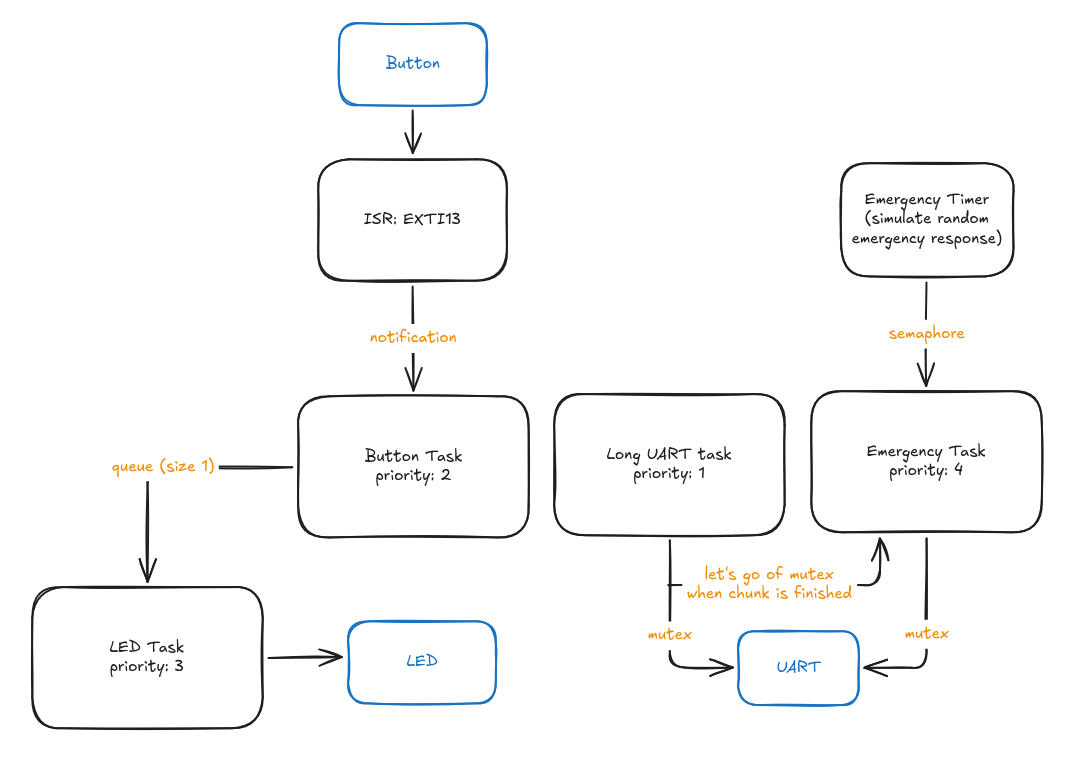 Button
ISR: EXTI13
Emergency Timer
(simulate random
emergency response)
notification
semaphore
Button Task
priority: 2
Long UART task
priority: 1
Emergency Task
priority: 4
queue (size 1)
let's go of mutex
when chunk is finished
mutex
mutex
LED Task
priority: 3
LED
UART